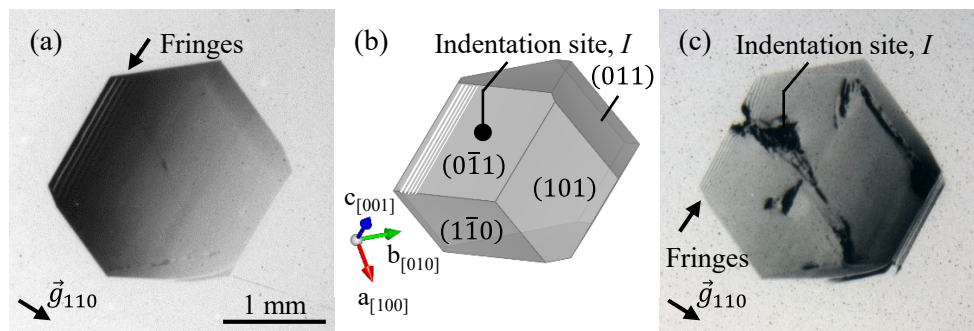 (a)
Fringes
g⃗110
1 mm
(b)
Indentation site, I
(011)
(01̅1)
(101)
(11̅0)
c[001]
b[010]
a[100]
(c)
Indentation site, I
Fringes
g⃗110